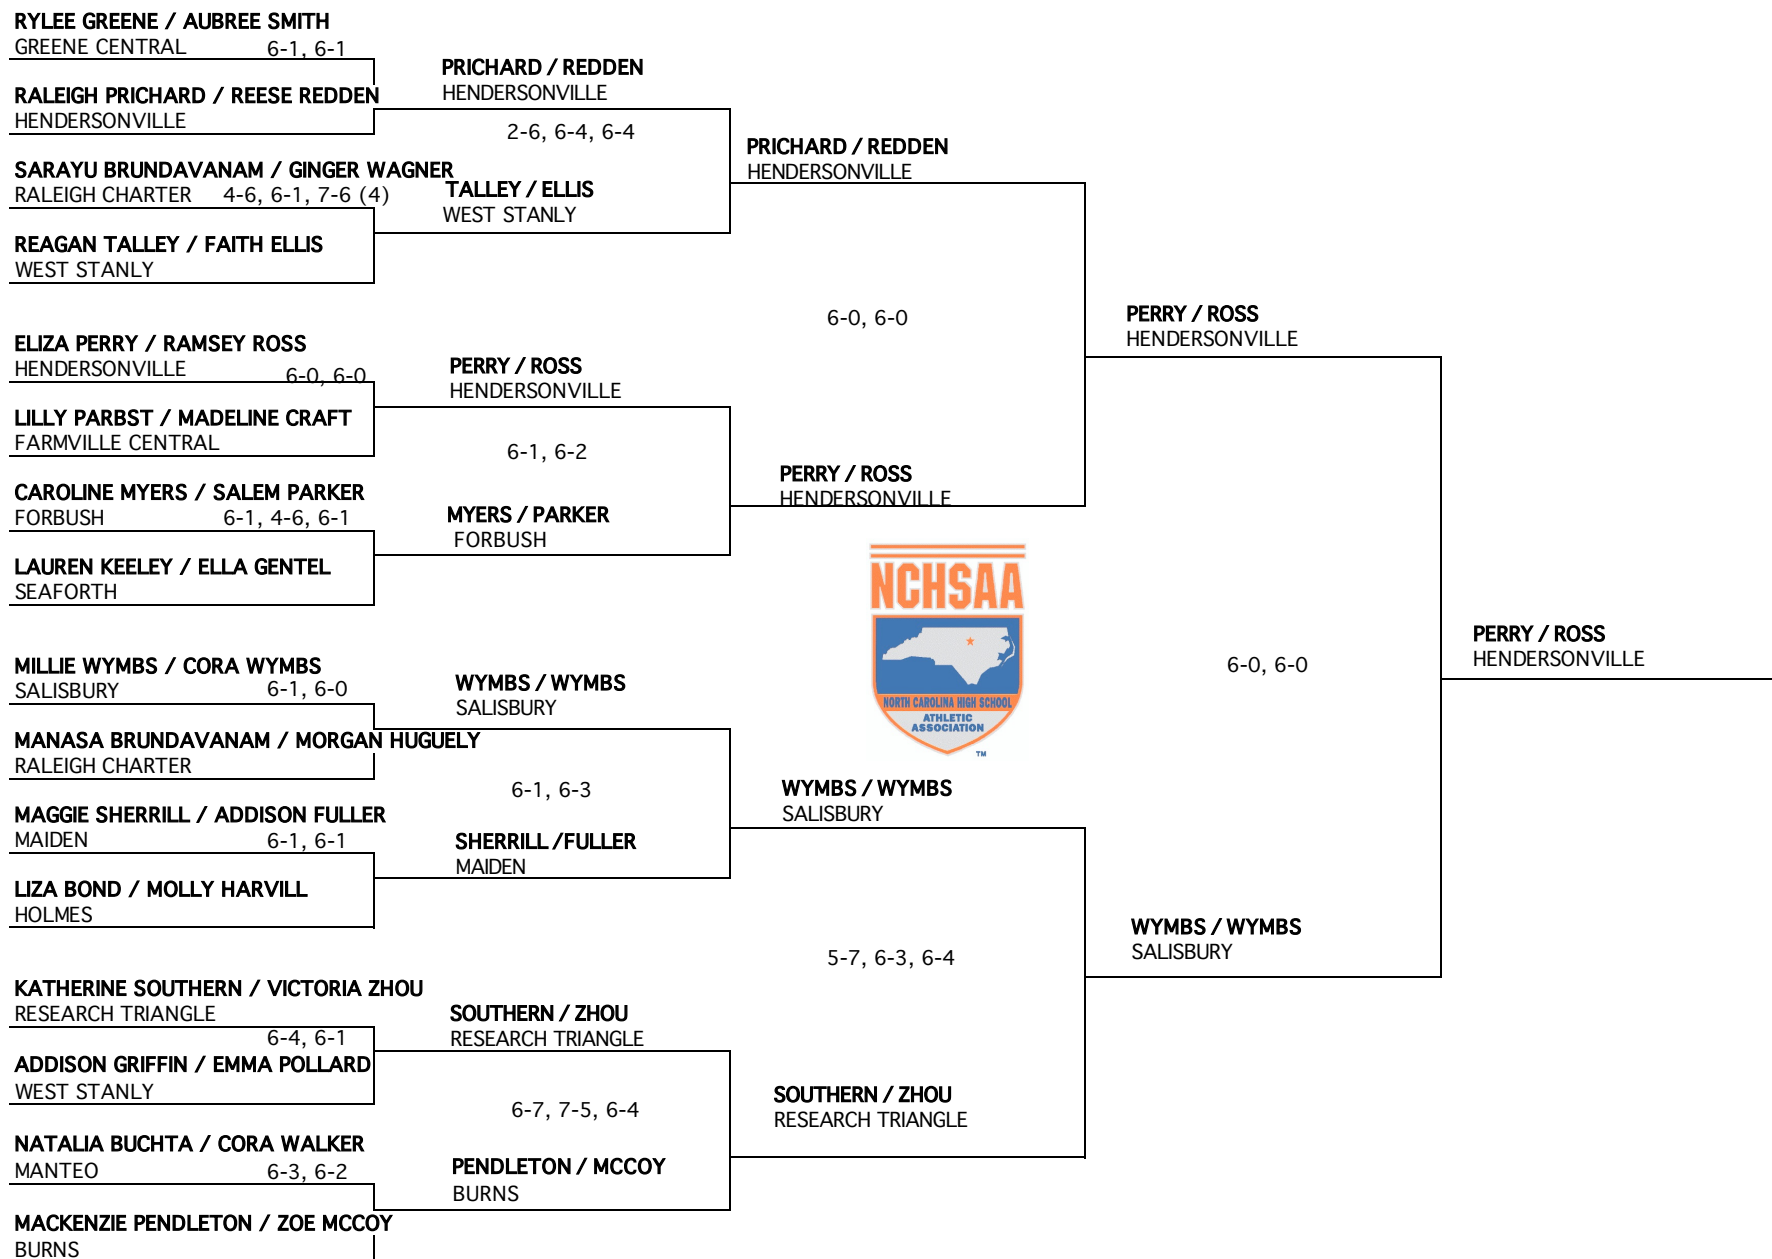 RYLEE GREENE / AUBREE SMITH
GREENE CENTRAL 6-1, 6-1
RALEIGH PRICHARD / REESE REDDEN
HENDERSONVILLE
SARAYU BRUNDAVANAM / GINGER WAGNER
RALEIGH CHARTER 4-6, 6-1, 7-6 (4)
REAGAN TALLEY / FAITH ELLIS
WEST STANLY
ELIZA PERRY / RAMSEY ROSS
HENDERSONVILLE 6-0, 6-0
LILLY PARBST / MADELINE CRAFT
FARMVILLE CENTRAL
CAROLINE MYERS / SALEM PARKER
FORBUSH 6-1, 4-6, 6-1
LAUREN KEELEY / ELLA GENTEL
SEAFORTH
MILLIE WYMBS / CORA WYMBS
SALISBURY 6-1, 6-0
MANASA BRUNDAVANAM / MORGAN HUGUELY
RALEIGH CHARTER
MAGGIE SHERRILL / ADDISON FULLER
MAIDEN 6-1, 6-1
LIZA BOND / MOLLY HARVILL
HOLMES
KATHERINE SOUTHERN / VICTORIA ZHOU
RESEARCH TRIANGLE
6-4, 6-1
ADDISON GRIFFIN / EMMA POLLARD
WEST STANLY
NATALIA BUCHTA / CORA WALKER
MANTEO 6-3, 6-2
MACKENZIE PENDLETON / ZOE MCCOY
BURNS
PRICHARD / REDDEN
HENDERSONVILLE
2-6, 6-4, 6-4
TALLEY / ELLIS
WEST STANLY
PERRY / ROSS
HENDERSONVILLE
6-1, 6-2
MYERS / PARKER
FORBUSH
WYMBS / WYMBS
SALISBURY
6-1, 6-3
SHERRILL /FULLER
MAIDEN
SOUTHERN / ZHOU
RESEARCH TRIANGLE
6-7, 7-5, 6-4
PENDLETON / MCCOY
BURNS
PRICHARD / REDDEN
HENDERSONVILLE
6-0, 6-0
PERRY / ROSS
HENDERSONVILLE
NCHSAA
NORTH CAROLINA HIGH SCHOOL
ATHLETIC
ASSOCIATION
TM
WYMBS / WYMBS
SALISBURY
5-7, 6-3, 6-4
SOUTHERN / ZHOU
RESEARCH TRIANGLE
PERRY / ROSS
HENDERSONVILLE
6-0, 6-0
WYMBS / WYMBS
SALISBURY
PERRY / ROSS
HENDERSONVILLE